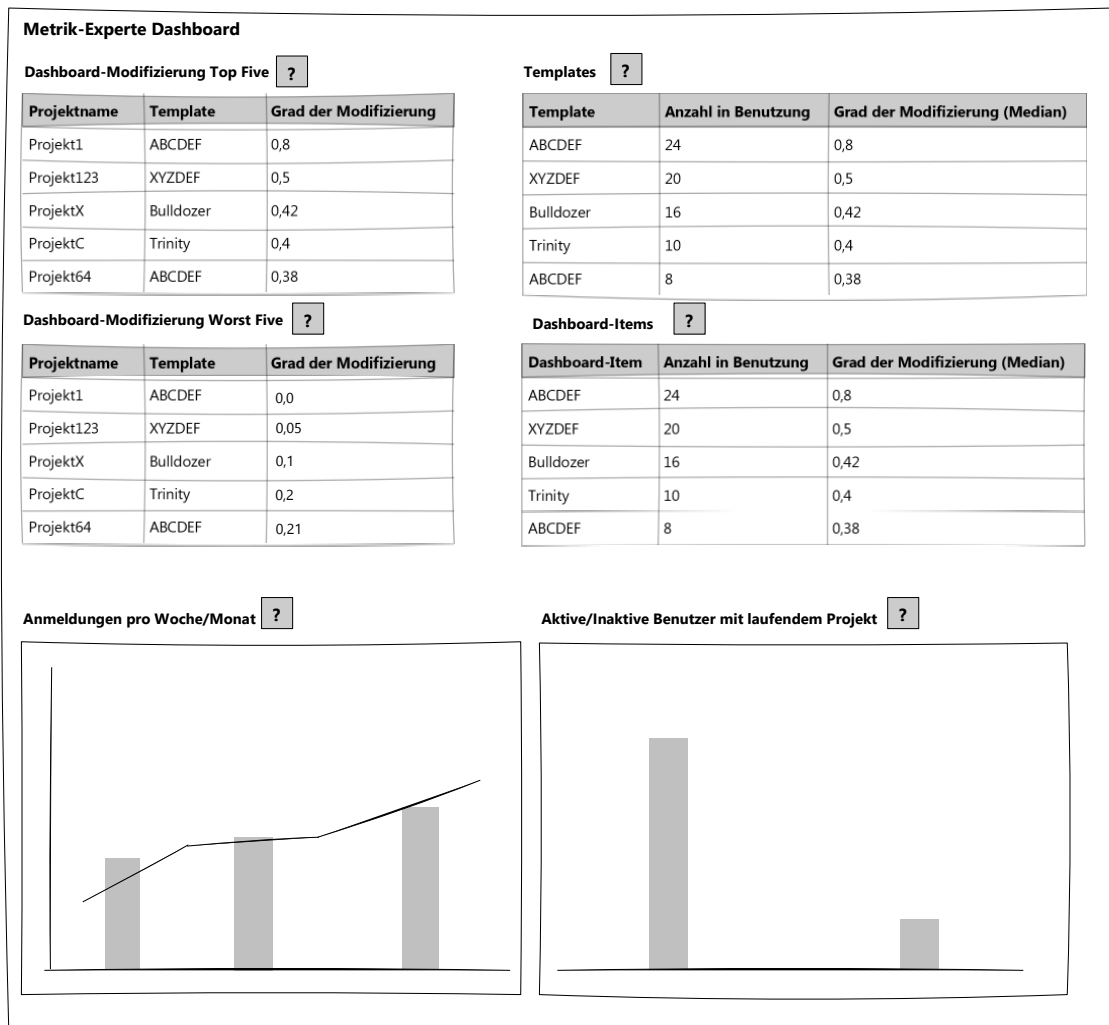 Metrik-Experte Dashboard
Dashboard-Modifizierung Top Five ?
Projektname Template Grad der Modifizierung
Projekt1 ABCDEF 0,8
Projekt123 XYZDEF 0,5
ProjektX Bulldozer 0,42
ProjektC Trinity 0,4
Projekt64 ABCDEF 0,38
Templates ?
Template Anzahl in Benutzung Grad der Modifizierung (Median)
ABCDEF 24 0,8
XYZDEF 20 0,5
Bulldozer 16 0,42
Trinity 10 0,4
ABCDEF 8 0,38
Dashboard-Modifizierung Worst Five ?
Projektname Template Grad der Modifizierung
Projekt1 ABCDEF 0,0
Projekt123 XYZDEF 0,05
ProjektX Bulldozer 0,1
ProjektC Trinity 0,2
Projekt64 ABCDEF 0,21
Dashboard-Items ?
Dashboard-Item Anzahl in Benutzung Grad der Modifizierung (Median)
ABCDEF 24 0,8
XYZDEF 20 0,5
Bulldozer 16 0,42
Trinity 10 0,4
ABCDEF 8 0,38
Anmeldungen pro Woche/Monat ?
Aktive/Inaktive Benutzer mit laufendem Projekt ?